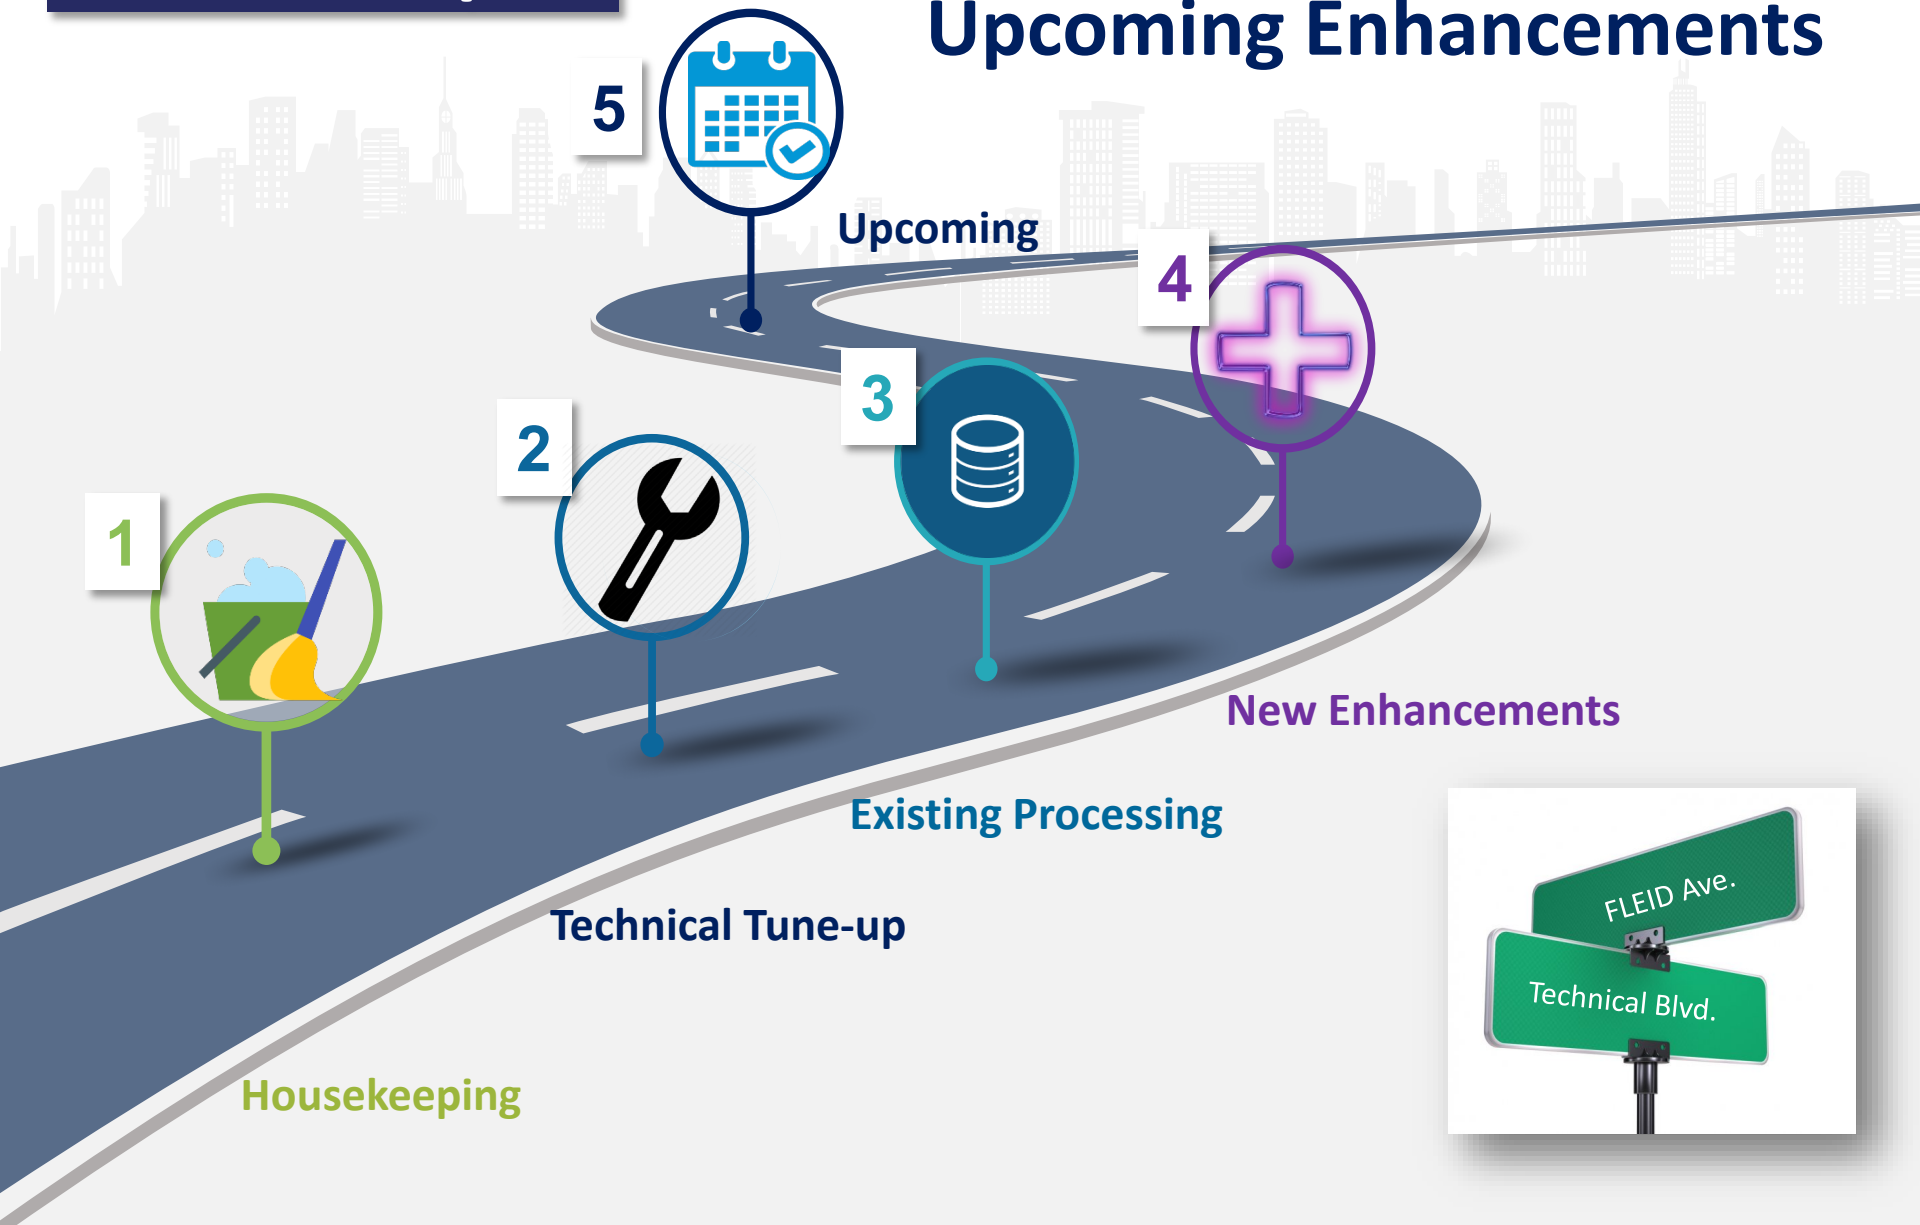 Upcoming Enhancements
5
Upcoming
4
3
2
1
New Enhancements
Existing Processing
Technical Tune-up
Housekeeping
FLEID Ave.
Technical Blvd.